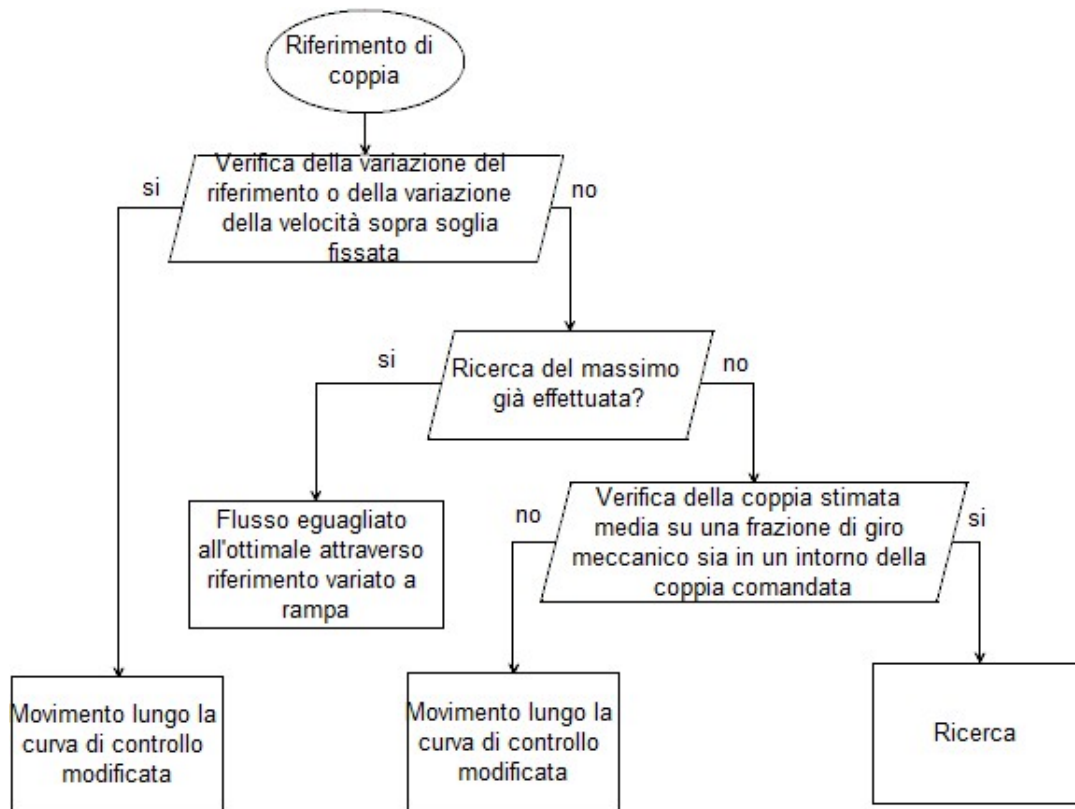 Riferimento di
coppia
Verifica della variazione del
riferimento o della variazione
della velocità sopra soglia
fissata
si
no
Ricerca del massimo
già effettuata?
si
no
Flusso eguagliato
all'ottimale attraverso
riferimento variato a
rampa
Verifica della coppia stimata
media su una frazione di giro
meccanico sia in un intorno della
coppia comandata
no
si
Movimento lungo la
curva di controllo
modificata
Movimento lungo la
curva di controllo
modificata
Ricerca